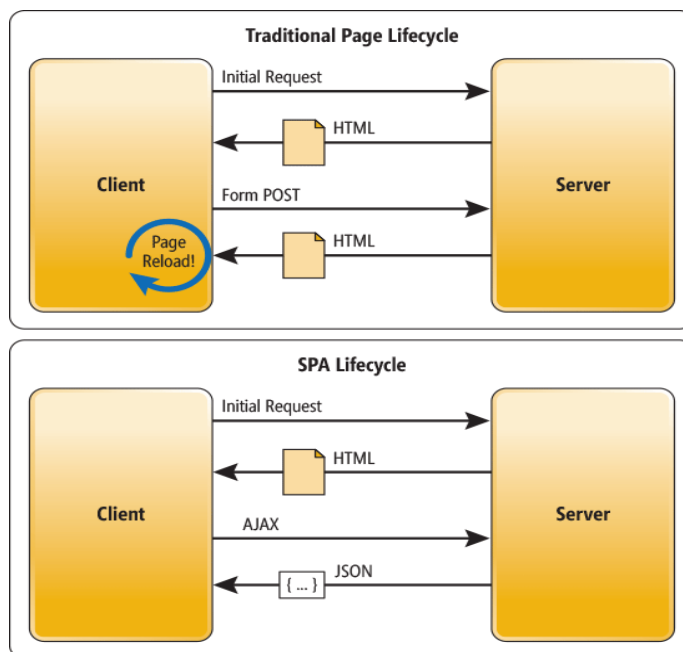 Traditional Page Lifecycle
Initial Request
HTML
Client
Server
Form POST
Page
Reload!
HTML
SPA Lifecycle
Initial Request
HTML
Client
Server
AJAX
JSON
{ ... }